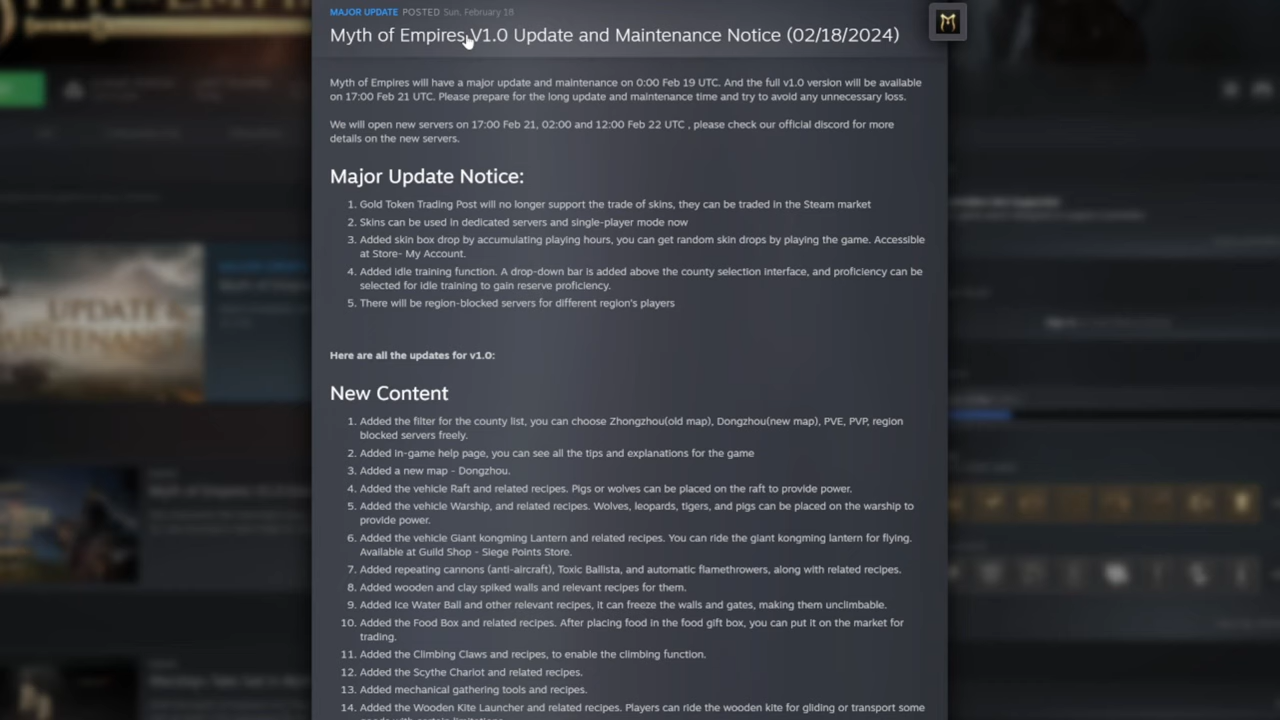 MAJOR UPDATE POSTED Sun, February 18
Myth of Empires V1.0 Update and Maintenance Notice (02/18/2024)
Myth of Empires will have a major update and maintenance on 0:00 Feb 19 UTC. And the full v1.0 version will be available
on 17:00 Feb 21 UTC. Please prepare for the long update and maintenance time and try to avoid any unnecessary loss.
We will open new servers on 17:00 Feb 21, 02:00 and 12:00 Feb 22 UTC , please check our official discord for more
details on the new servers.
Major Update Notice:
1. Gold Token Trading Post will no longer support the trade of skins, they can be traded in the Steam market
2. Skins can be used in dedicated servers and single-player mode now
3. Added skin box drop by accumulating playing hours, you can get random skin drops by playing the game. Accessible
at Store- My Account.
4. Added idle training function. A drop-down bar is added above the county selection interface, and proficiency can be
selected for idle training to gain reserve proficiency.
5. There will be region-blocked servers for different region's players
Here are all the updates for v1.0:
New Content
1. Added the filter for the county list, you can choose Zhongzhou(old map), Dongzhou(new map), PVE, PVP, region
blocked servers freely.
2. Added in-game help page, you can see all the tips and explanations for the game
3. Added a new map - Dongzhou.
4. Added the vehicle Raft and related recipes. Pigs or wolves can be placed on the raft to provide power.
5. Added the vehicle Warship, and related recipes. Wolves, leopards, tigers, and pigs can be placed on the warship to
provide power.
6. Added the vehicle Giant kongming Lantern and related recipes. You can ride the giant kongming lantern for flying.
Available at Guild Shop - Siege Points Store.
7. Added repeating cannons (anti-aircraft), Toxic Ballista, and automatic flamethrowers, along with related recipes.
8. Added wooden and clay spiked walls and relevant recipes for them.
9. Added Ice Water Ball and other relevant recipes, it can freeze the walls and gates, making them unclimbable.
10. Added the Food Box and related recipes. After placing food in the food gift box, you can put it on the market for
trading.
11. Added the Climbing Claws and recipes, to enable the climbing function.
12. Added the Scythe Chariot and related recipes.
13. Added mechanical gathering tools and recipes.
14. Added the Wooden Kite Launcher and related recipes. Players can ride the wooden kite for gliding or transport some
UPDATE &
MAINTENANCE